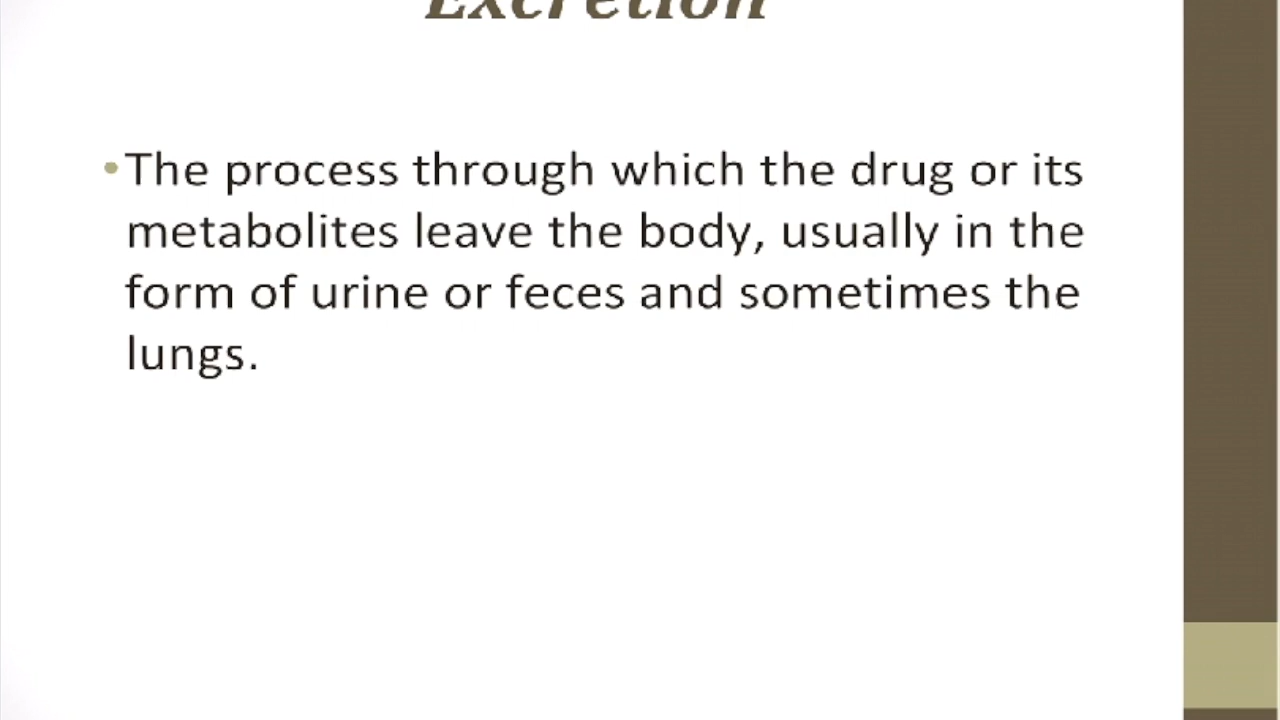 Excretion
•The process through which the drug or its
metabolites leave the body, usually in the
form of urine or feces and sometimes the
lungs.